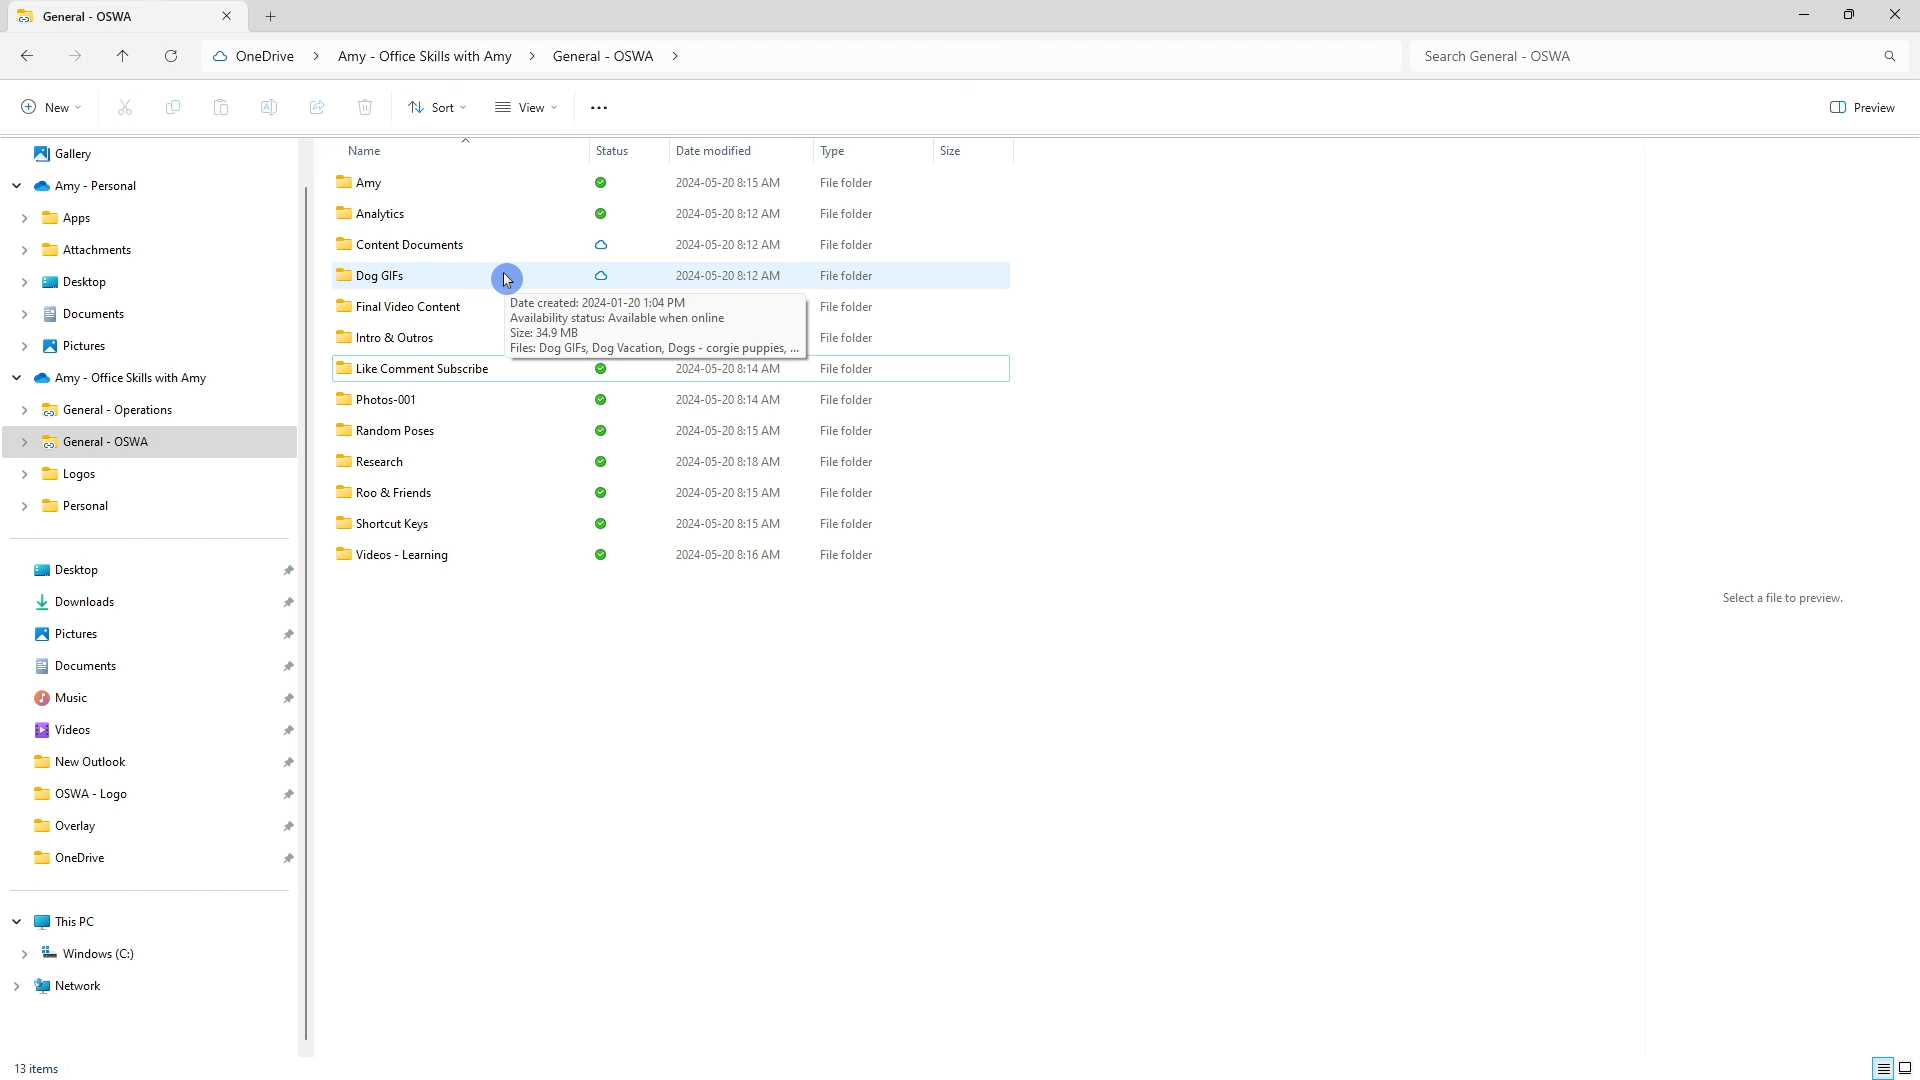 General - OSWA
OneDrive > Amy - Office Skills with Amy > General - OSWA >
Search General - OSWA
New
Sort
View
Preview
Gallery
Amy - Personal
Apps
Attachments
Desktop
Documents
Pictures
Amy - Office Skills with Amy
General - Operations
General - OSWA
Logos
Personal
Desktop
Downloads
Pictures
Documents
Music
Videos
New Outlook
OSWA - Logo
Overlay
OneDrive
This PC
Windows (C:)
Network
Name Status Date modified Type Size
Amy 2024-05-20 8:15 AM File folder
Analytics 2024-05-20 8:12 AM File folder
Content Documents 2024-05-20 8:12 AM File folder
Dog GIFs 2024-05-20 8:12 AM File folder
Final Video Content File folder
Intro & Outros File folder
Date created: 2024-01-20 1:04 PM
Availability status: Available when online
Size: 34.9 MB
Files: Dog GIFs, Dog Vacation, Dogs - corgie puppies, ...
Like Comment Subscribe 2024-05-20 8:14 AM File folder
Photos-001 2024-05-20 8:14 AM File folder
Random Poses 2024-05-20 8:15 AM File folder
Research 2024-05-20 8:18 AM File folder
Roo & Friends 2024-05-20 8:15 AM File folder
Shortcut Keys 2024-05-20 8:15 AM File folder
Videos - Learning 2024-05-20 8:16 AM File folder
Select a file to preview.
13 items